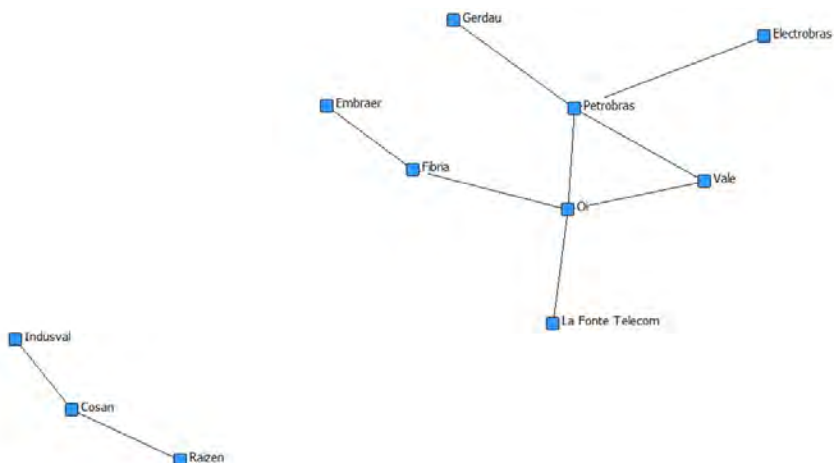 Gerdau
Electrobras
Embraer
Petrobras
Fibria
Vale
Oi
La Fonte Telecom
Indusval
Cosan
Raizen